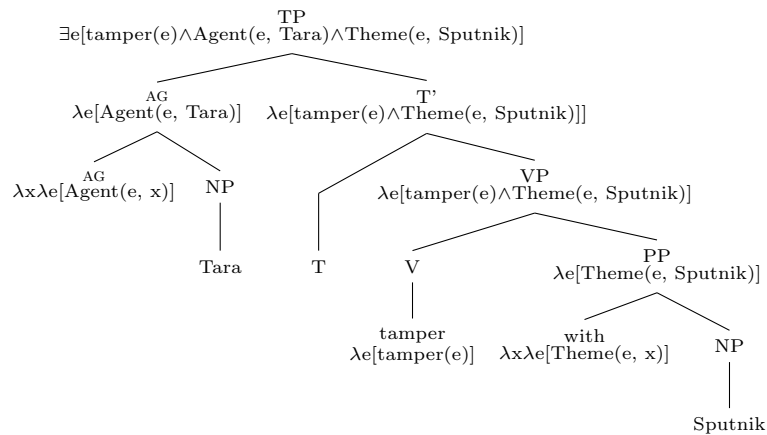 TP
∃e[tamper(e)∧Agent(e, Tara)∧Theme(e, Sputnik)]
AG
λe[Agent(e, Tara)]
T'
λe[tamper(e)∧Theme(e, Sputnik)]]
AG
λxλe[Agent(e, x)]
NP
VP
λe[tamper(e)∧Theme(e, Sputnik)]
Tara
T
V
PP
λe[Theme(e, Sputnik)]
tamper
λe[tamper(e)]
with
λxλe[Theme(e, x)]
NP
Sputnik